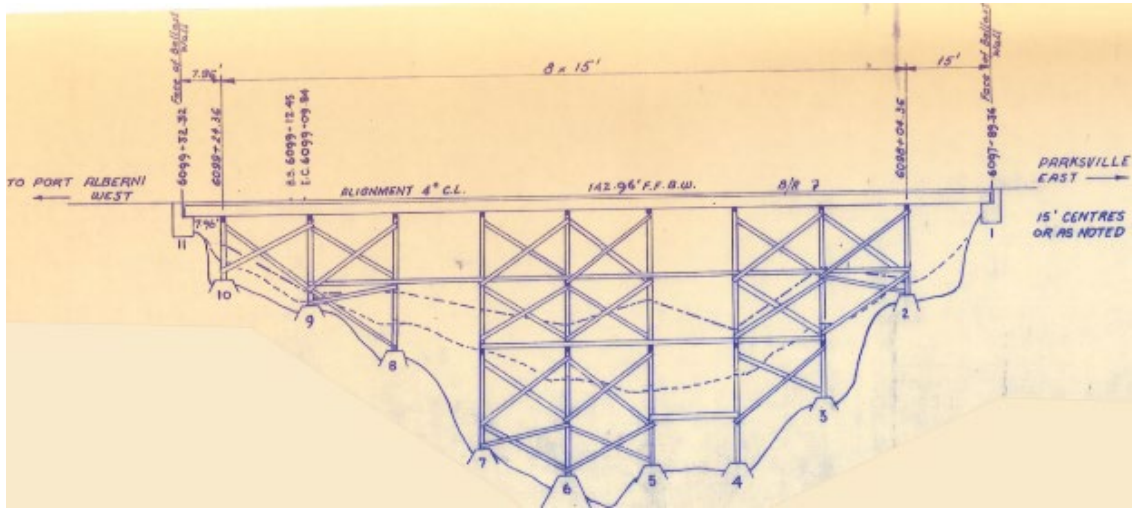 Face of Ballast
Wall
7.96'
8 x 15'
15'
Face of Ballast
Wall
6099+32.32
6099+24.36
B.S. 6099+12.45
E.C. 6099+09.84
6098+04.36
6097+89.36
TO PORT ALBERNI
WEST
ALIGNMENT 4° C.L.
142.96' F.F.B.W.
B/R 7
PARKSVILLE
EAST
15' CENTRES
OR AS NOTED
7.96'
11
10
9
8
7
6
5
4
3
2
1